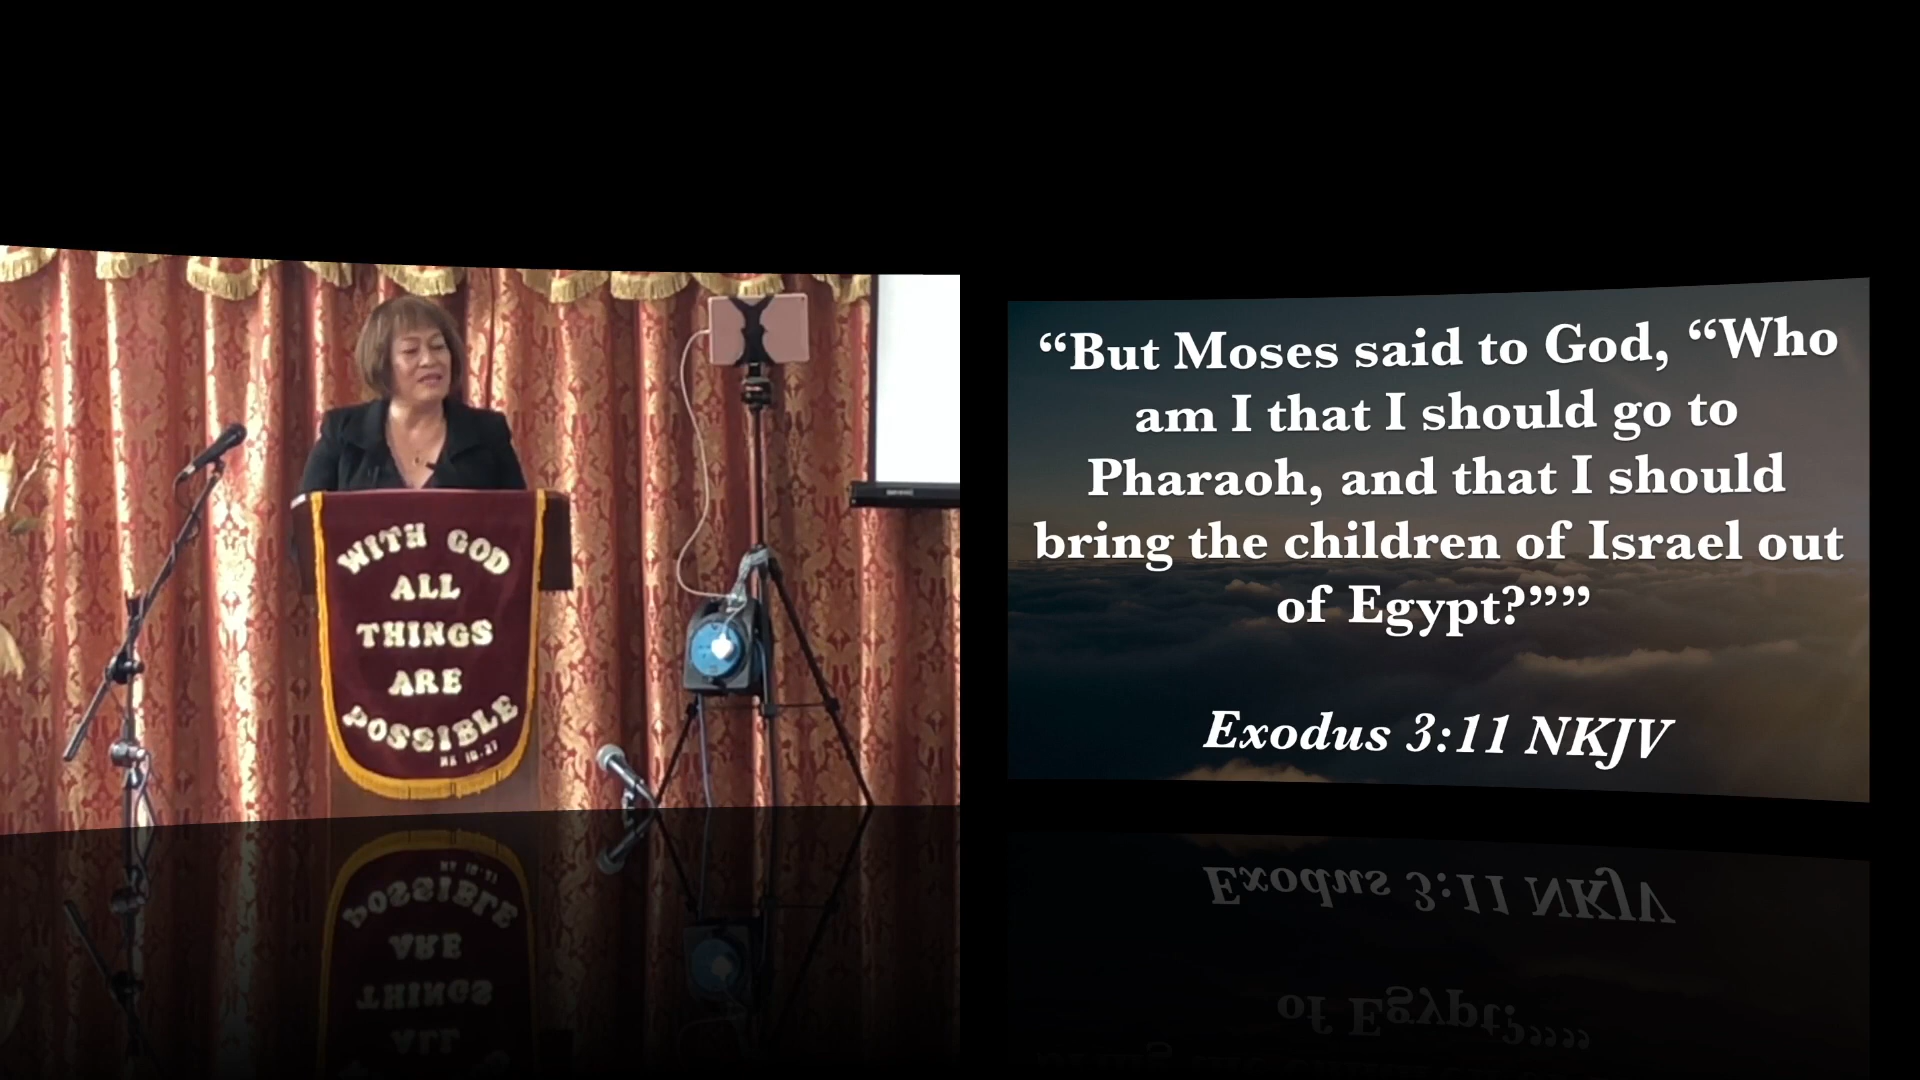 WITH GOD
ALL
THINGS
ARE
POSSIBLE
“But Moses said to God, “Who
am I that I should go to
Pharaoh, and that I should
bring the children of Israel out
of Egypt?””
Exodus 3:11 NKJV